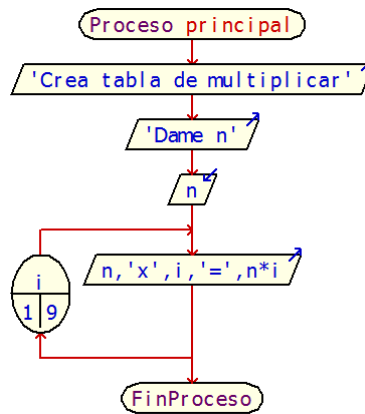 Proceso principal
'Crea tabla de multiplicar'
'Dame n'
n
n,'x',i,'=',n*i
i
1 9
FinProceso